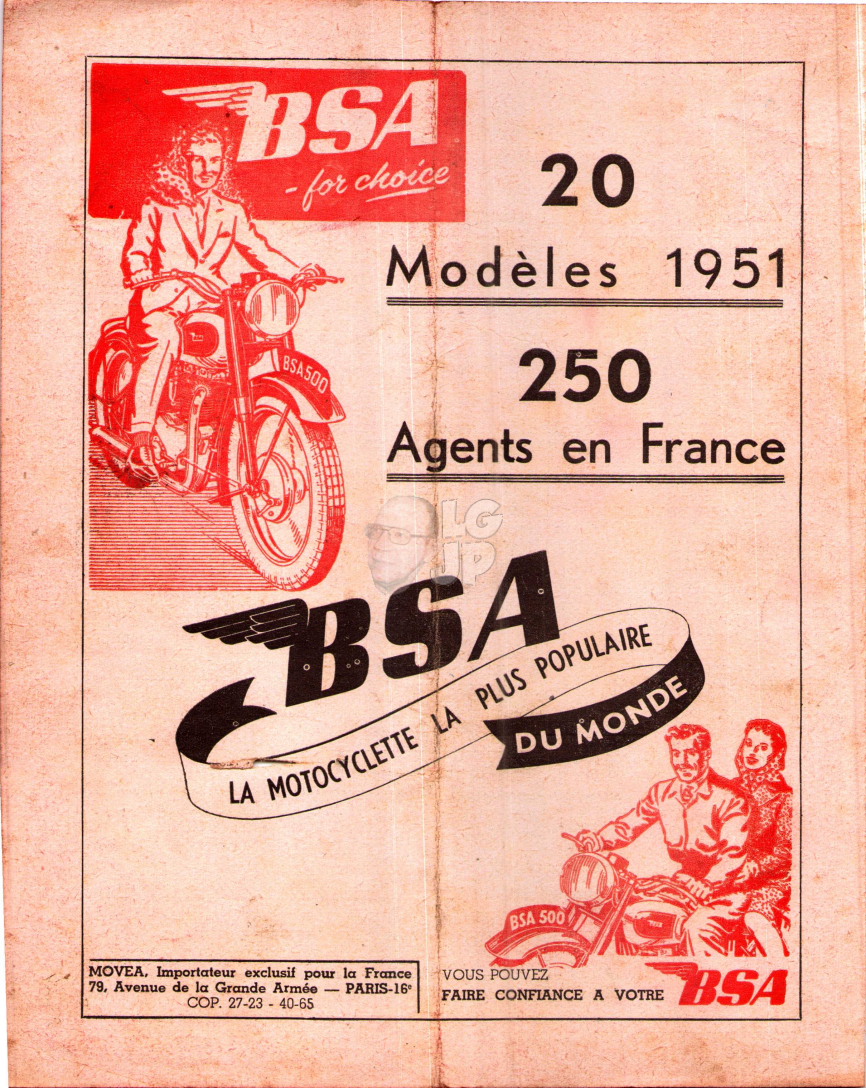 BSA
- for choice
20
Modèles 1951
250
Agents en France
BSA500
LG
JP
BSA
LA MOTOCYCLETTE LA PLUS POPULAIRE
DU MONDE
BSA 500
MOVEA, Importateur exclusif pour la France
79, Avenue de la Grande Armée — PARIS-16e
COP. 27-23 - 40-65
VOUS POUVEZ
FAIRE CONFIANCE A VOTRE BSA